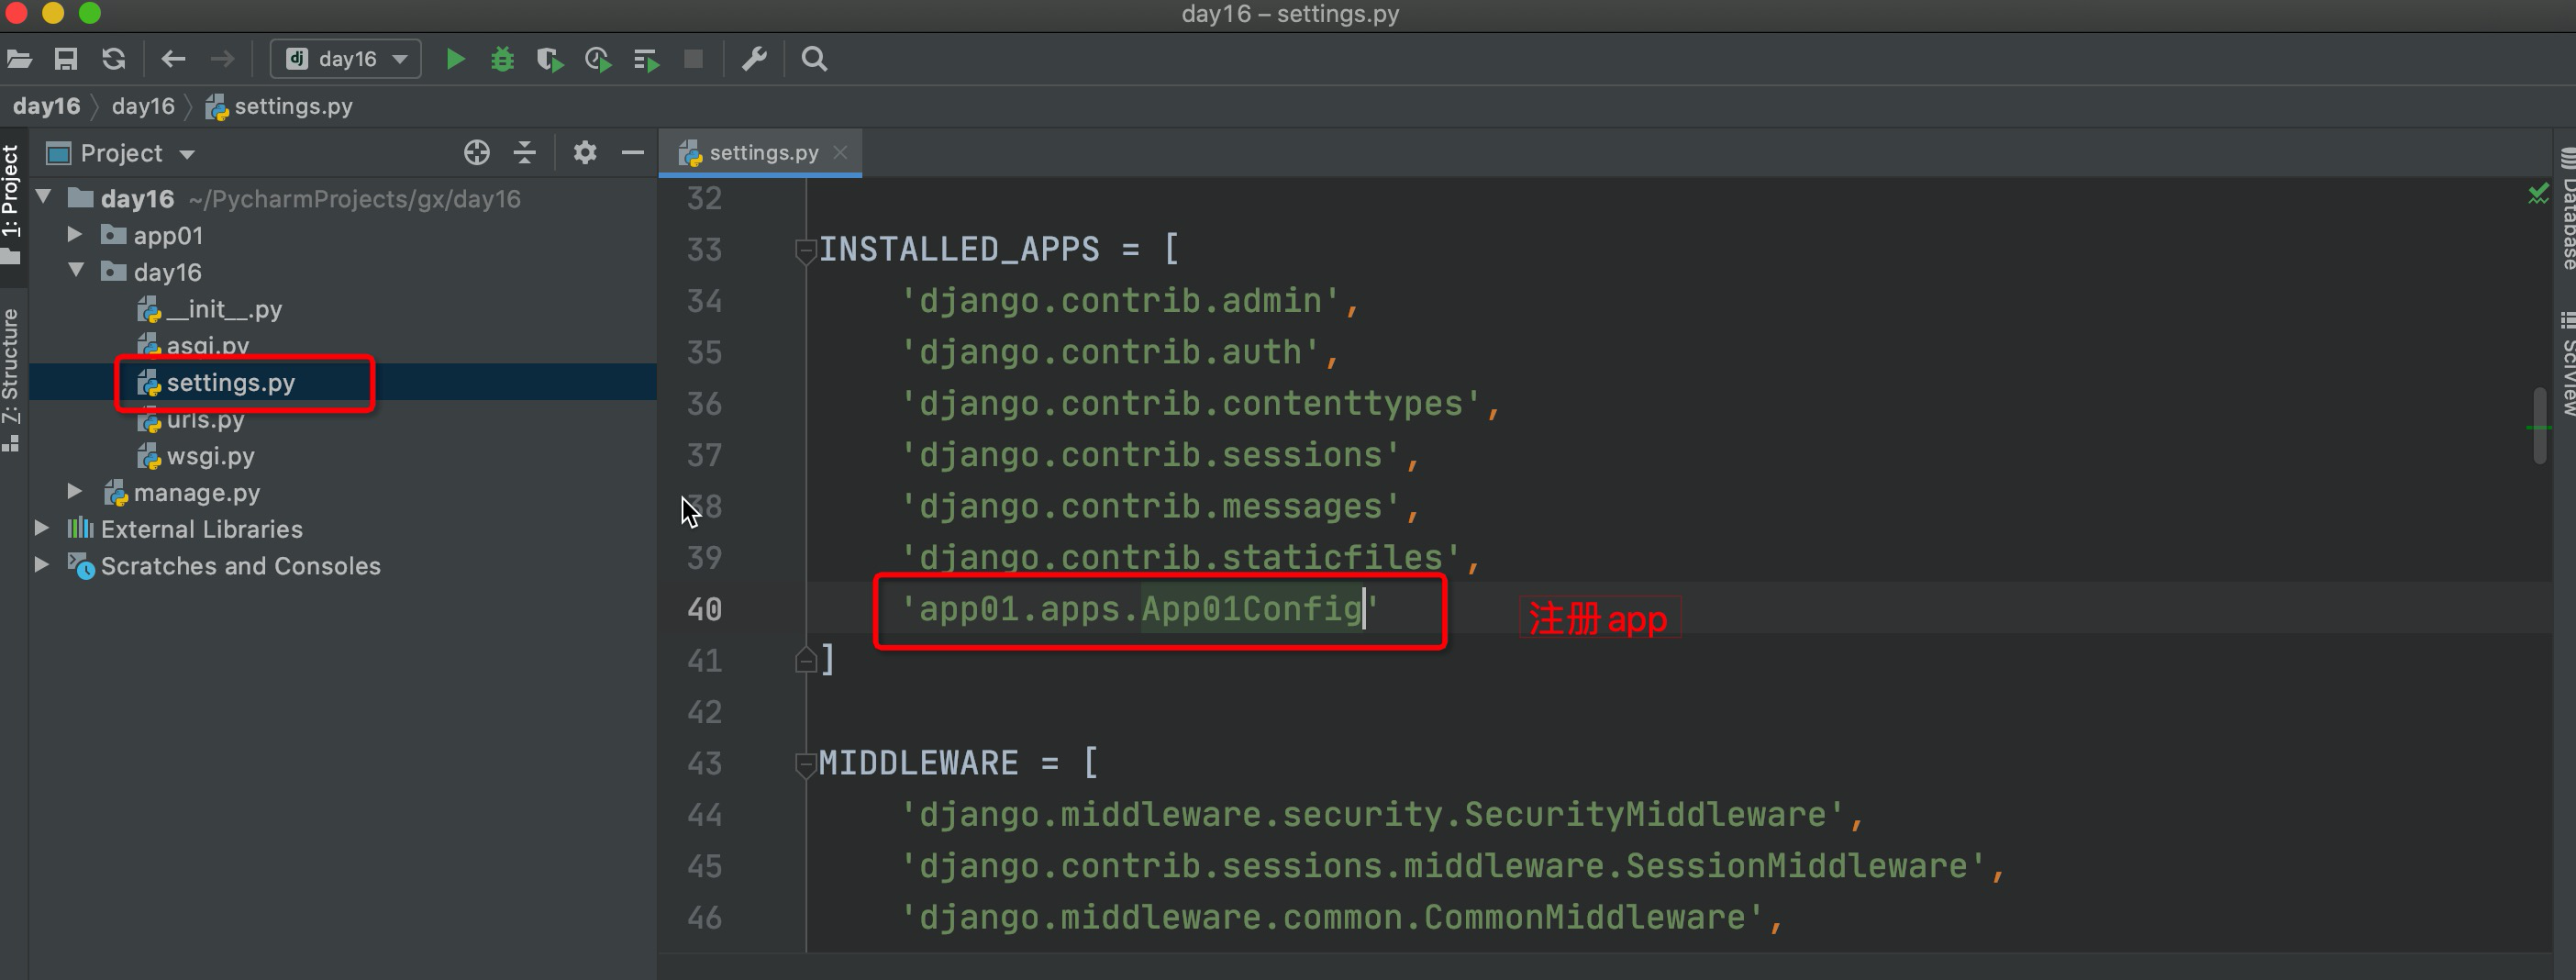 day16 – settings.py
day16
day16 day16 settings.py
1: Project
Project
settings.py
day16 ~/PycharmProjects/gx/day16
app01
day16
__init__.py
asgi.py
settings.py
urls.py
wsgi.py
manage.py
External Libraries
Scratches and Consoles
Z: Structure
32
33 INSTALLED_APPS = [
34 'django.contrib.admin',
35 'django.contrib.auth',
36 'django.contrib.contenttypes',
37 'django.contrib.sessions',
38 'django.contrib.messages',
39 'django.contrib.staticfiles',
40 'app01.apps.App01Config' 注册app
41 ]
42
43 MIDDLEWARE = [
44 'django.middleware.security.SecurityMiddleware',
45 'django.contrib.sessions.middleware.SessionMiddleware',
46 'django.middleware.common.CommonMiddleware',
Database
SciView